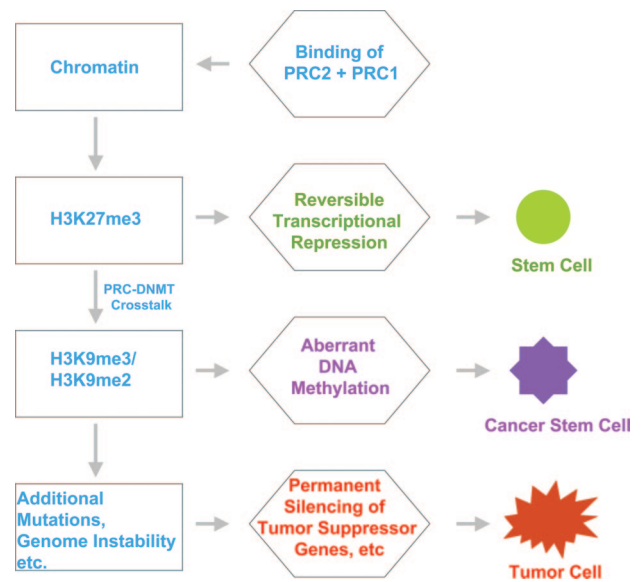 Chromatin
Binding of
PRC2 + PRC1
H3K27me3
Reversible
Transcriptional
Repression
Stem Cell
PRC-DNMT
Crosstalk
H3K9me3/
H3K9me2
Aberrant
DNA
Methylation
Cancer Stem Cell
Additional
Mutations,
Genome Instability
etc.
Permanent
Silencing of
Tumor Suppressor
Genes, etc
Tumor Cell